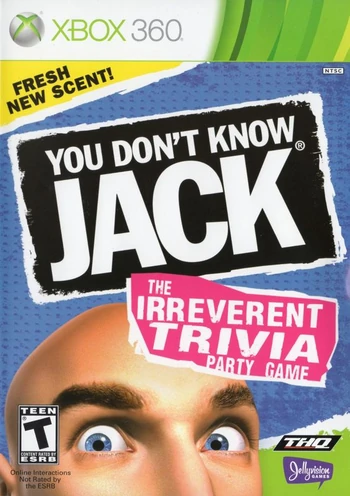 XBOX 360
NTSC
FRESH
NEW SCENT!
YOU DON'T KNOW
JACK®
THE
IRREVERENT
TRIVIA
PARTY GAME
TEEN
T
CONTENT RATED BY
ESRB
Online Interactions
Not Rated by the
ESRB
THQ
Jellyvision
GAMES